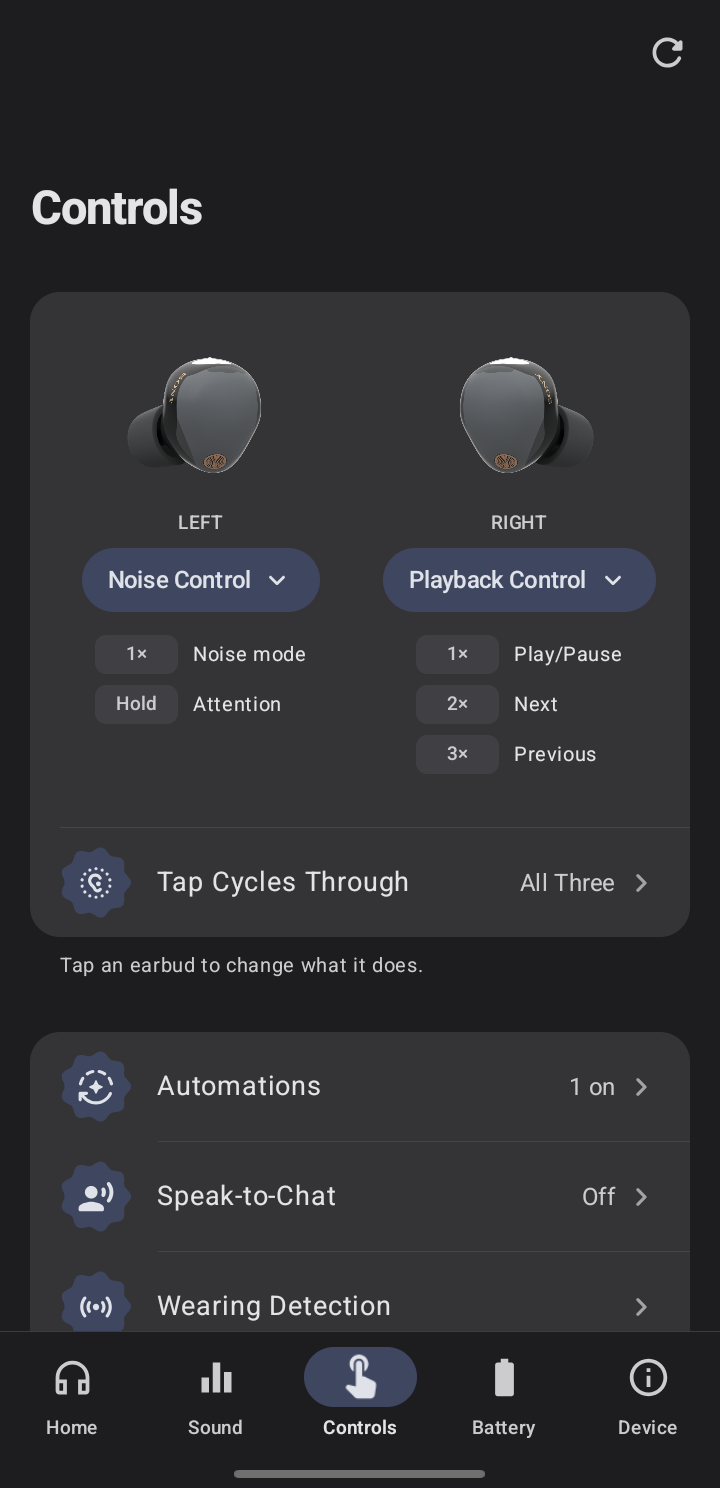 Controls
SONY
SONY
LEFT
RIGHT
Noise Control
Playback Control
1×
Noise mode
1×
Play/Pause
Hold
Attention
2×
Next
3×
Previous
Tap Cycles Through
All Three
Tap an earbud to change what it does.
Automations
1 on
Speak-to-Chat
Off
Wearing Detection
Home
Sound
Controls
Battery
Device